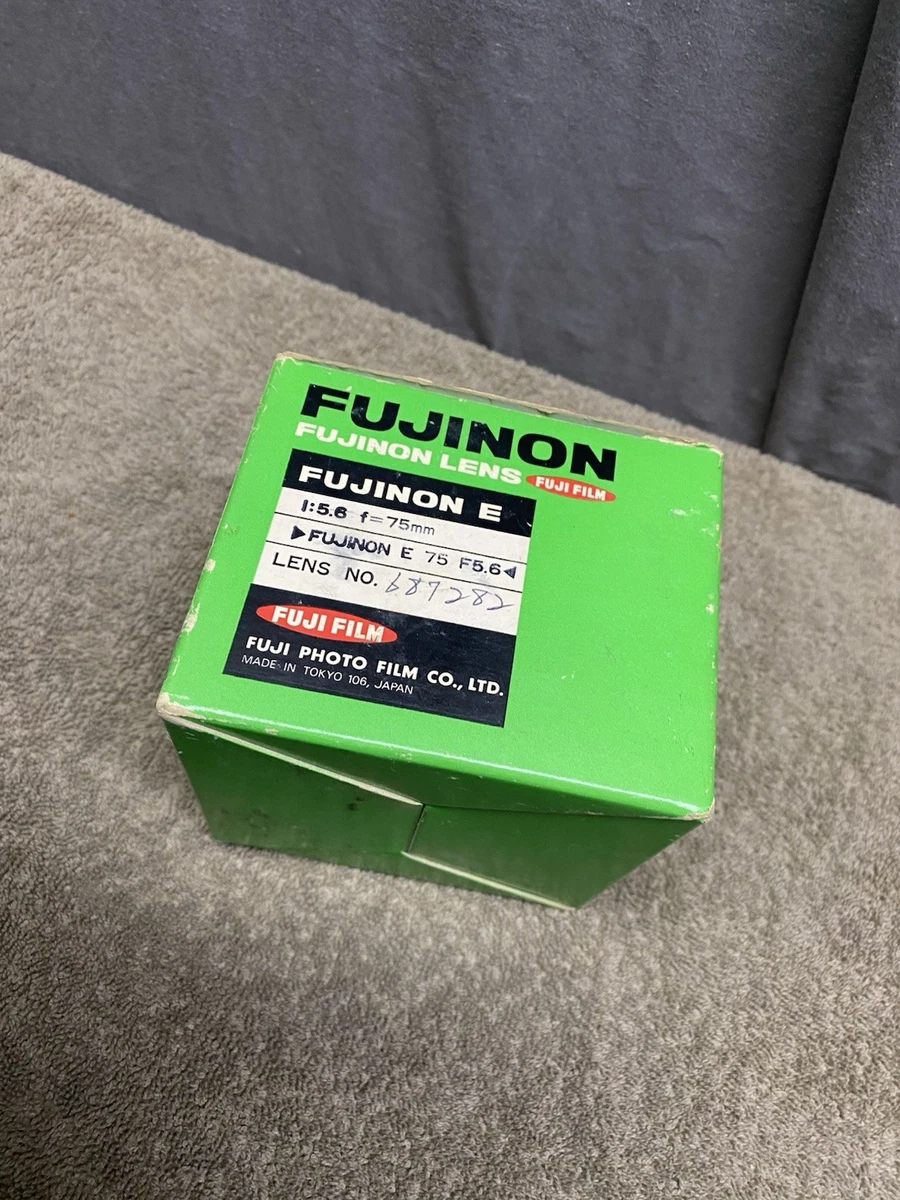 FUJINON
FUJINON LENS FUJI FILM
FUJINON E
1:5.6 f=75mm
▶FUJINON E 75 F5.6◀
LENS NO. 687282
FUJI FILM
FUJI PHOTO FILM CO., LTD.
MADE IN TOKYO 106, JAPAN